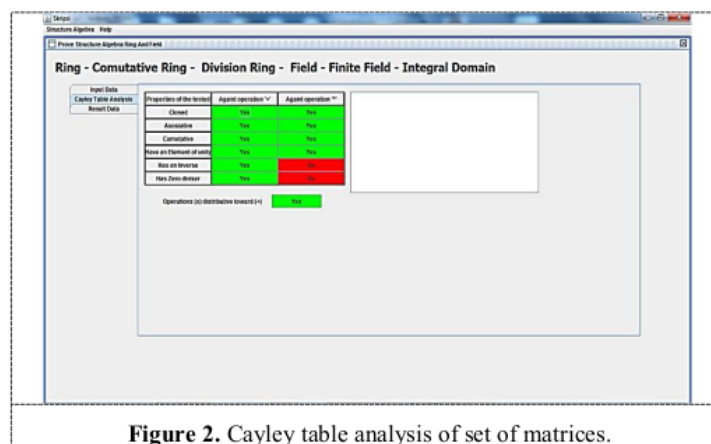 Skripsi
Structure Algebra Help
Prove Structure Algebra Ring And Field
Ring - Comutative Ring - Division Ring - Field - Finite Field - Integral Domain
Input Data
Cayley Table Analysis
Result Data
Properties of the tested Againt operation Againt operation
Closed Yes Yes
Asosiative Yes Yes
Comutative Yes Yes
Have an Element of unity Yes Yes
Has an Inverse Yes
Has Zero diviser Yes
Operations (x) distributive toward (+) Yes
Figure 2. Cayley table analysis of set of matrices.